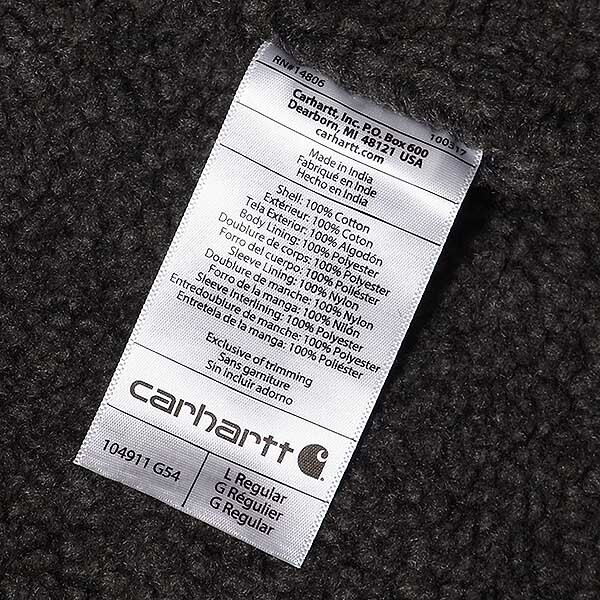 RN#14806
100317
Carhartt, Inc. P.O. Box 600
Dearborn, MI 48121 USA
carhartt.com
Made in India
Fabriqué en Inde
Hecho en India
Shell: 100% Cotton
Extérieur: 100% Coton
Tela Exterior: 100% Algodón
Body Lining: 100% Polyester
Doublure de corps: 100% Polyester
Forro del cuerpo: 100% Poliéster
Sleeve Lining: 100% Nylon
Doublure de manche: 100% Nylon
Forro de la manga: 100% Nilón
Sleeve Interlining: 100% Polyester
Entredoublure de manche: 100% Polyester
Entretela de la manga: 100% Poliéster
Exclusive of trimming
Sans garniture
Sin incluir adorno
carhartt
104911 G54
L Regular
G Régulier
G Regular